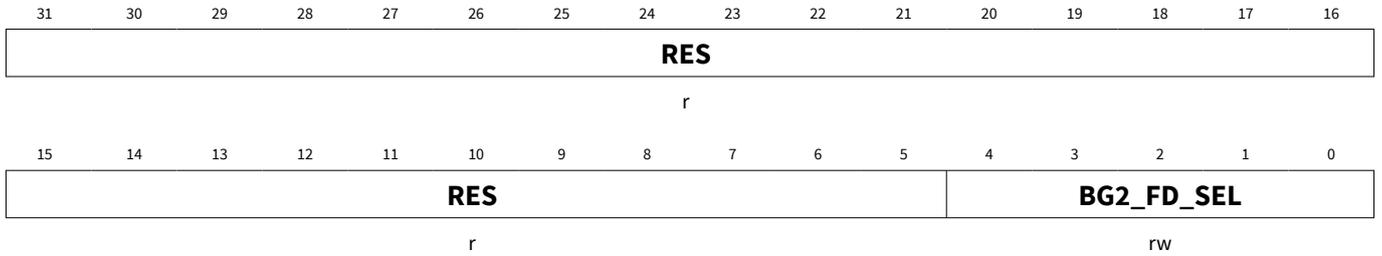 31 30 29 28 27 26 25 24 23 22 21 20 19 18 17 16
RES
r
15 14 13 12 11 10 9 8 7 6 5 4 3 2 1 0
RES BG2_FD_SEL
r rw